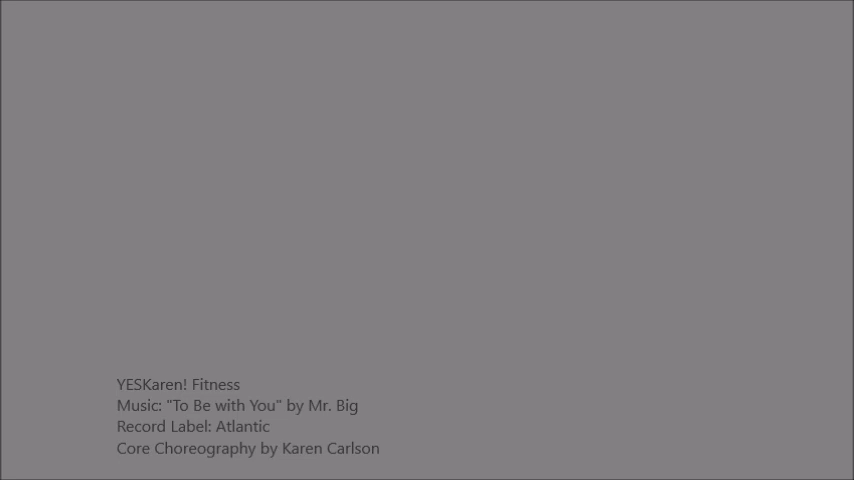 YESKaren! Fitness
Music: "To Be with You" by Mr. Big
Record Label: Atlantic
Core Choreography by Karen Carlson